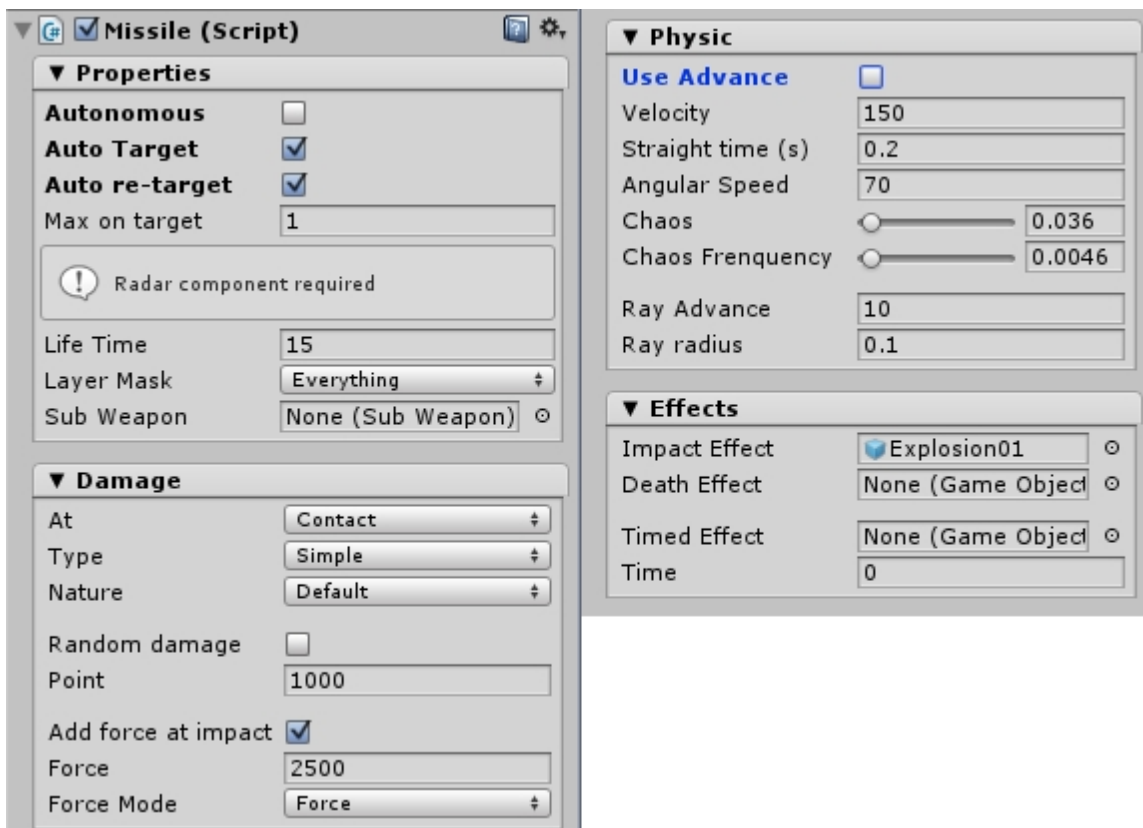 Missile (Script)
▼ Properties
Autonomous
Auto Target
Auto re-target
Max on target 1
Radar component required
Life Time 15
Layer Mask Everything
Sub Weapon None (Sub Weapon)
▼ Damage
At Contact
Type Simple
Nature Default
Random damage
Point 1000
Add force at impact
Force 2500
Force Mode Force
▼ Physic
Use Advance
Velocity 150
Straight time (s) 0.2
Angular Speed 70
Chaos 0.036
Chaos Frenquency 0.0046
Ray Advance 10
Ray radius 0.1
▼ Effects
Impact Effect Explosion01
Death Effect None (Game Object
Timed Effect None (Game Object
Time 0